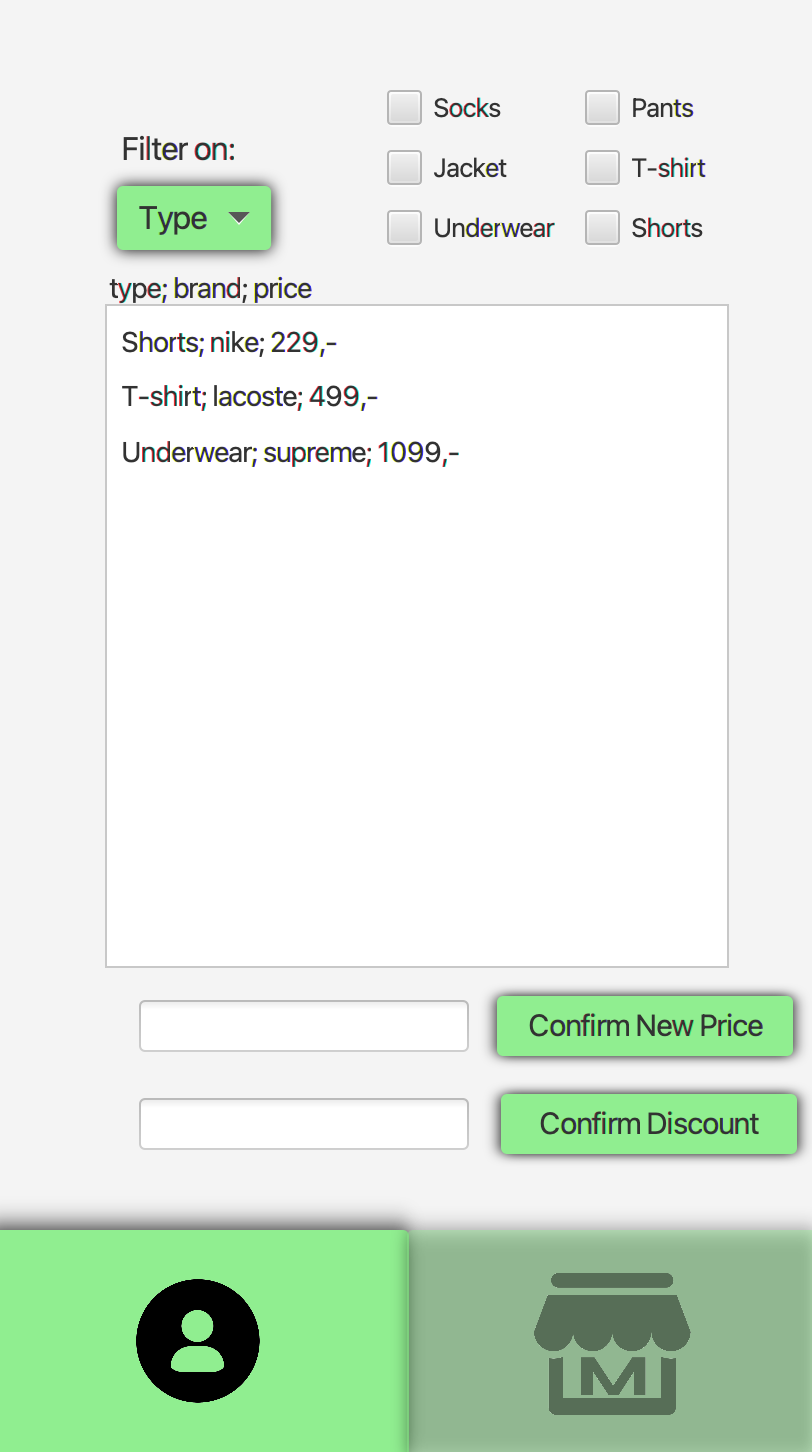 Filter on:
Type
Socks
Pants
Jacket
T-shirt
Underwear
Shorts
type; brand; price
Shorts; nike; 229,-
T-shirt; lacoste; 499,-
Underwear; supreme; 1099,-
Confirm New Price
Confirm Discount
M